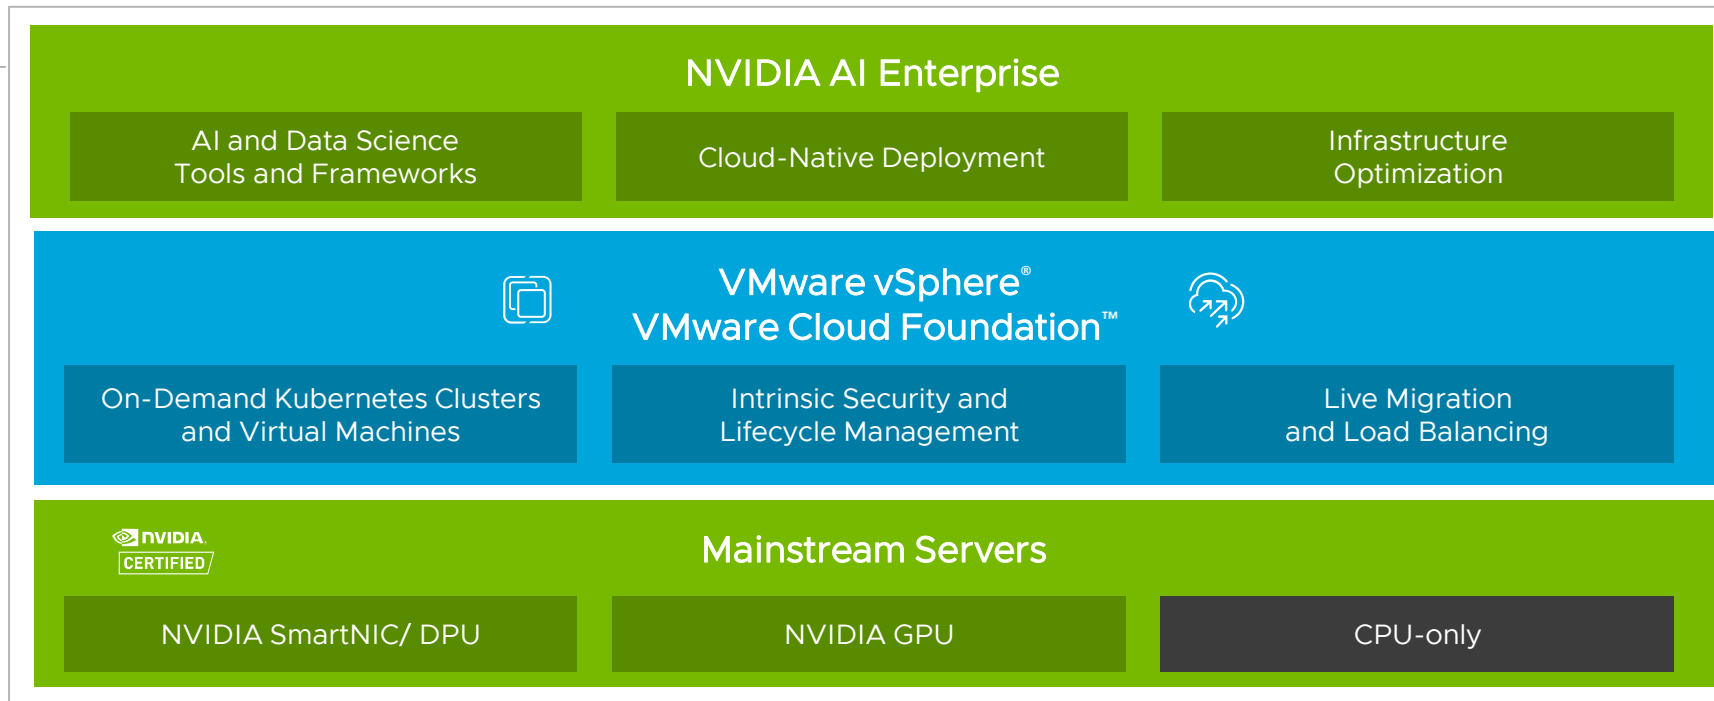 NVIDIA AI Enterprise
AI and Data Science
Tools and Frameworks
Cloud-Native Deployment
Infrastructure
Optimization
VMware vSphere®
VMware Cloud Foundation™
On-Demand Kubernetes Clusters
and Virtual Machines
Intrinsic Security and
Lifecycle Management
Live Migration
and Load Balancing
NVIDIA.
CERTIFIED
Mainstream Servers
NVIDIA SmartNIC/ DPU
NVIDIA GPU
CPU-only